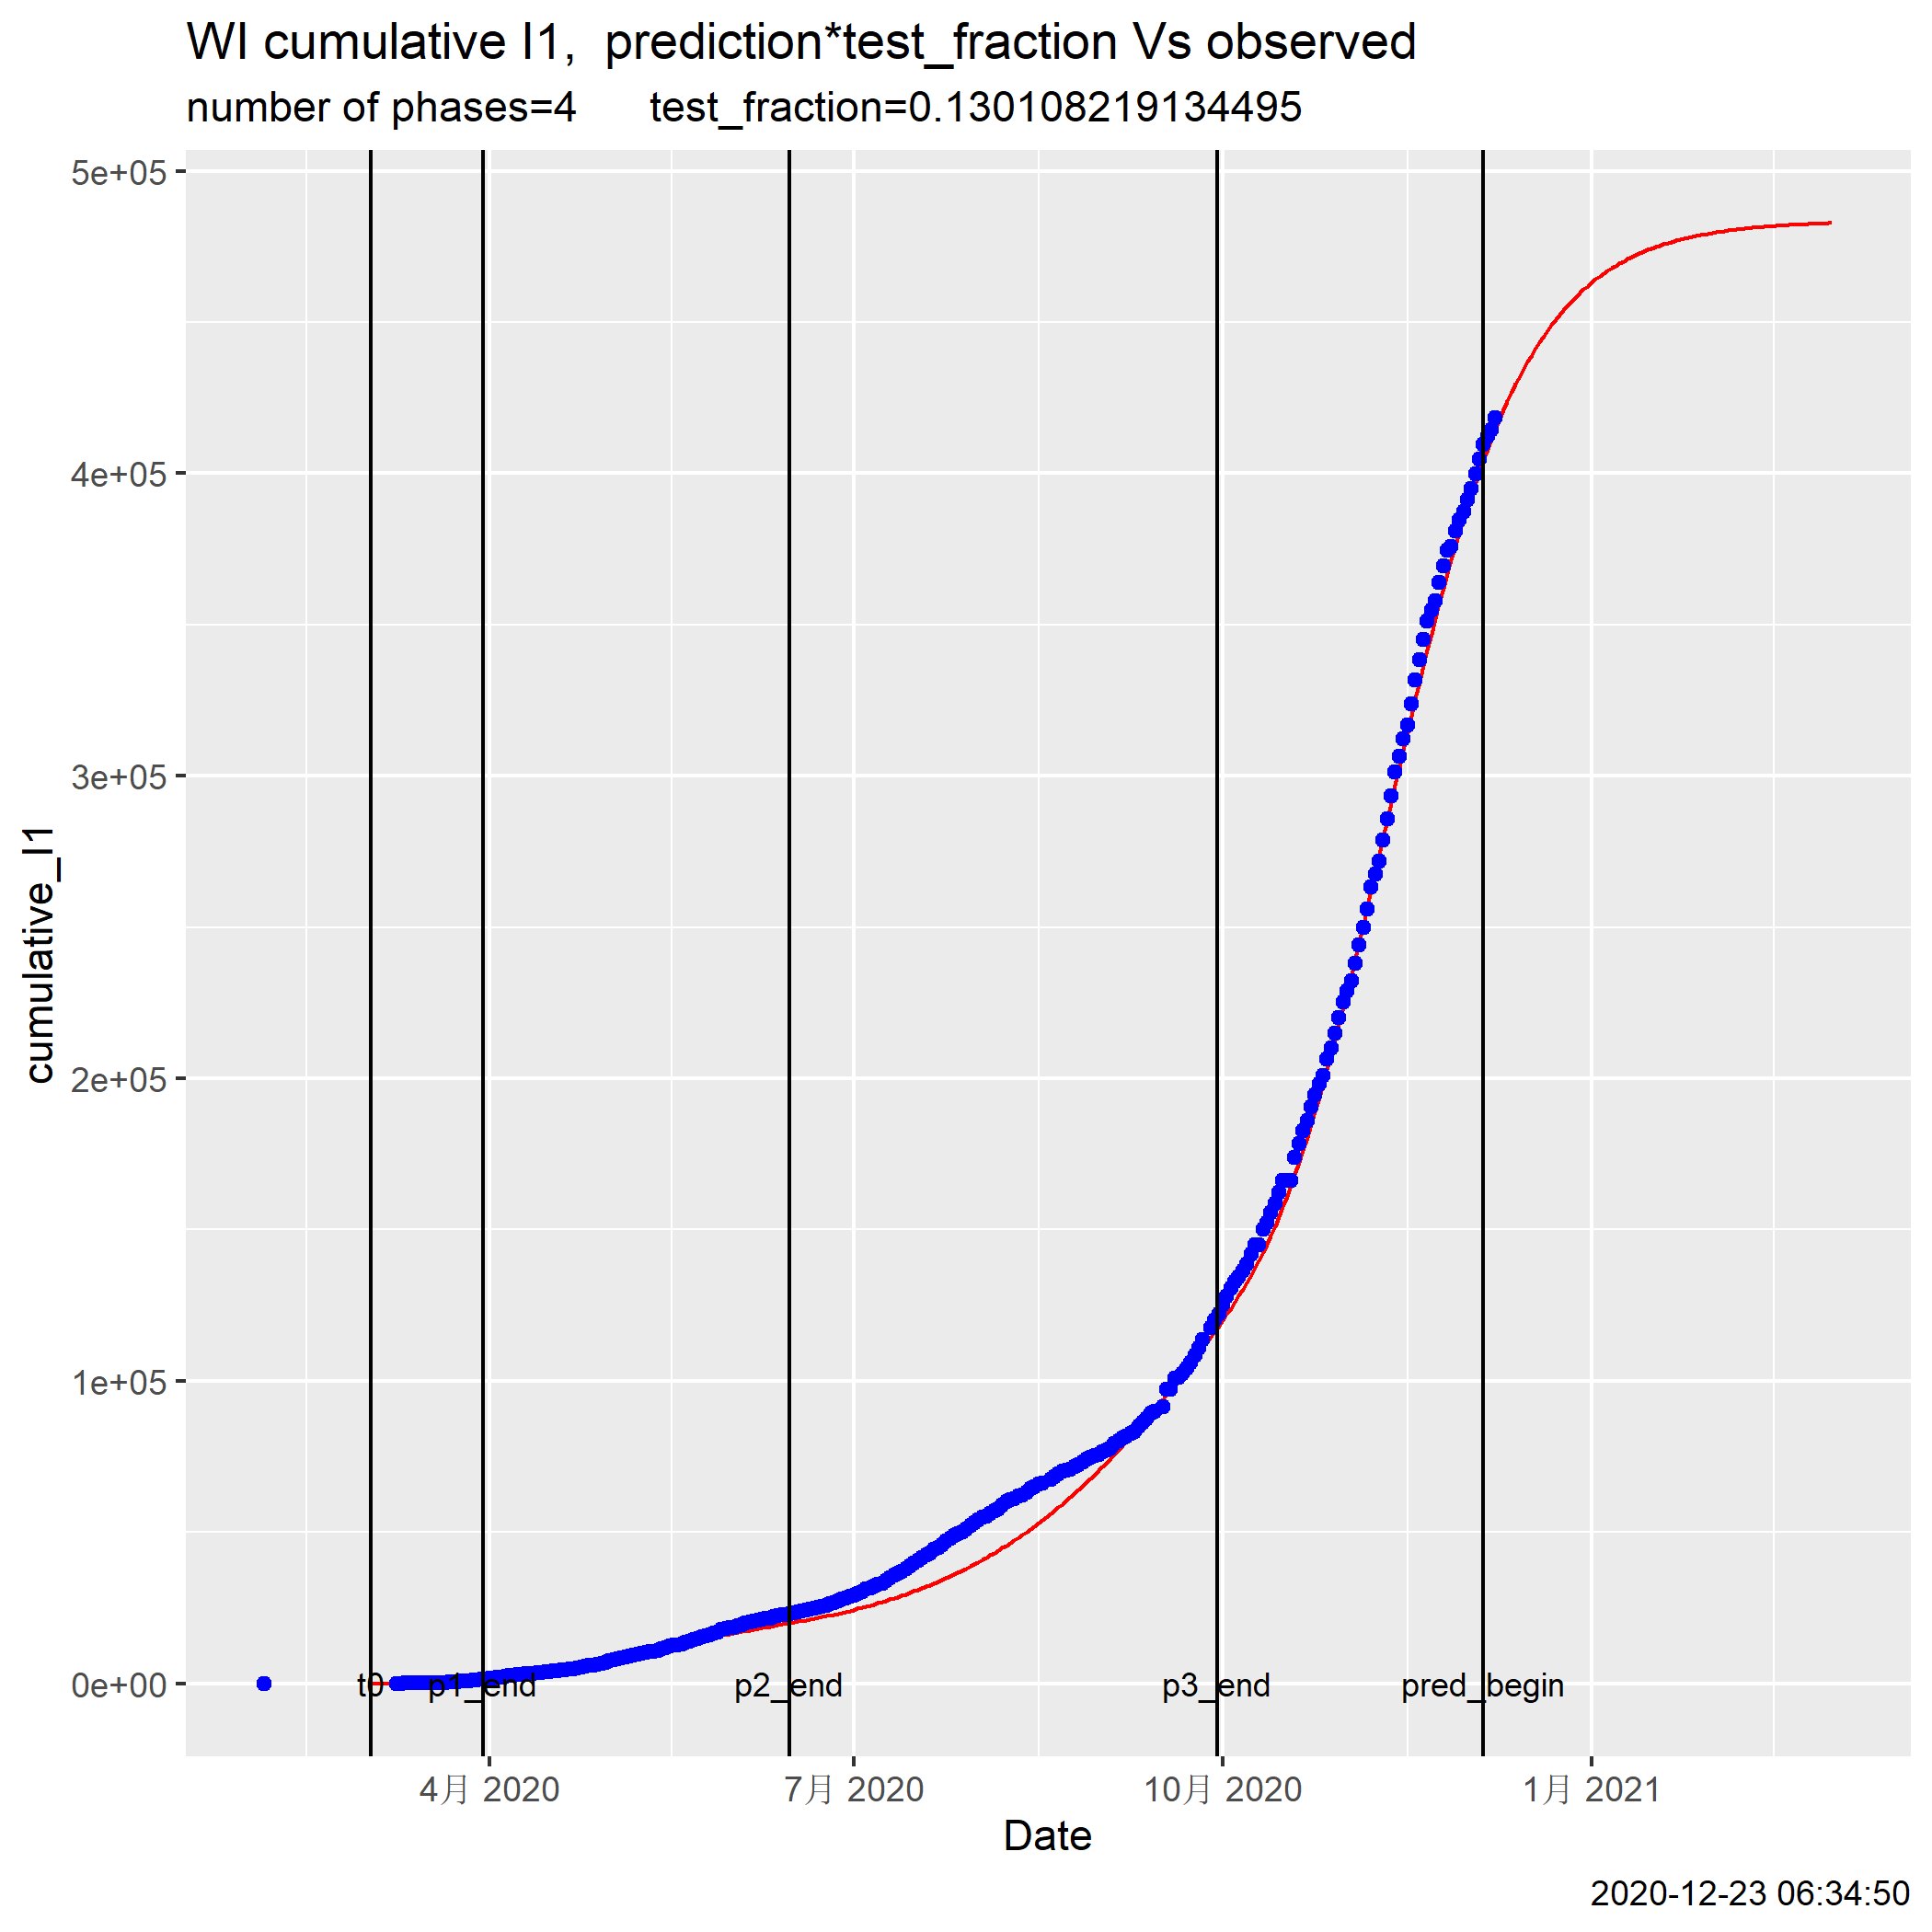 WI cumulative I1,  prediction*test_fraction Vs observed
number of phases=4      test_fraction=0.130108219134495
5e+05
4e+05
3e+05
2e+05
1e+05
0e+00
cumulative_I1
t0 p1_end p2_end p3_end pred_begin
4月 2020 7月 2020 10月 2020 1月 2021
Date
2020-12-23 06:34:50